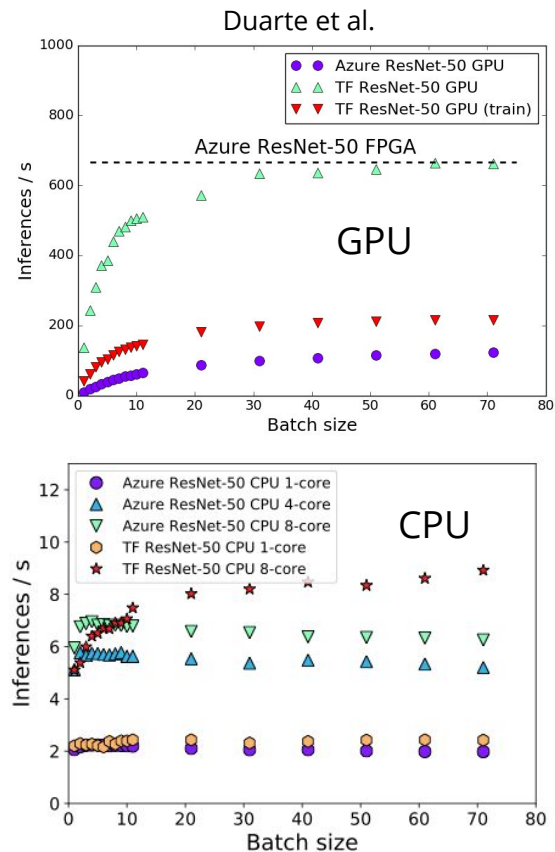 Duarte et al.
1000
Azure ResNet-50 GPU
TF ResNet-50 GPU
TF ResNet-50 GPU (train)
800
Azure ResNet-50 FPGA
600
GPU
400
200
0
Inferences / s
0 10 20 30 40 50 60 70 80
Batch size
12
Azure ResNet-50 CPU 1-core
Azure ResNet-50 CPU 4-core
Azure ResNet-50 CPU 8-core
TF ResNet-50 CPU 1-core
TF ResNet-50 CPU 8-core
CPU
10
8
6
4
2
0
Inferences / s
0 10 20 30 40 50 60 70 80
Batch size